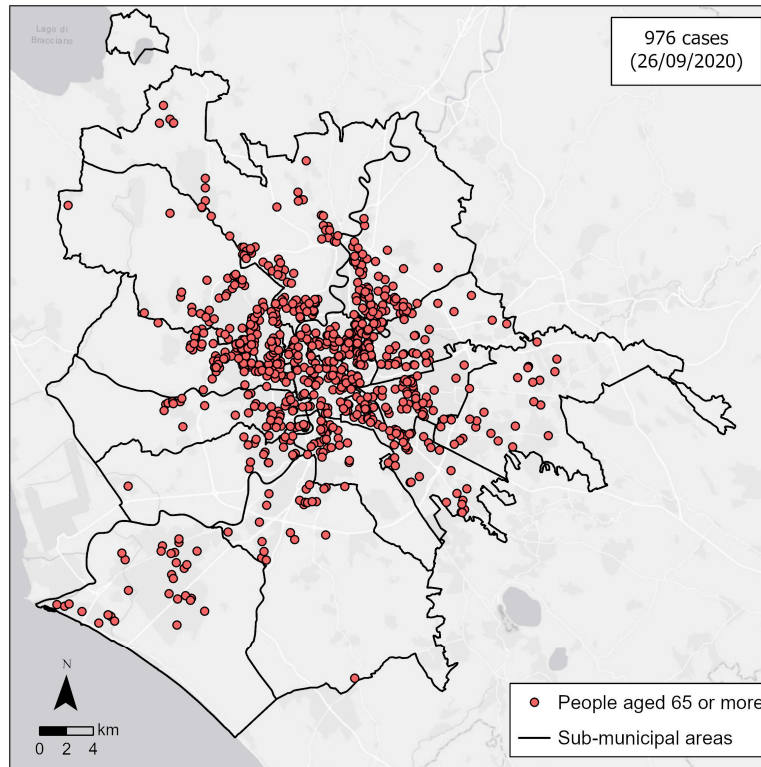 Lago di
Bracciano
976 cases
(26/09/2020)
N
km
0 2 4
People aged 65 or more
Sub-municipal areas